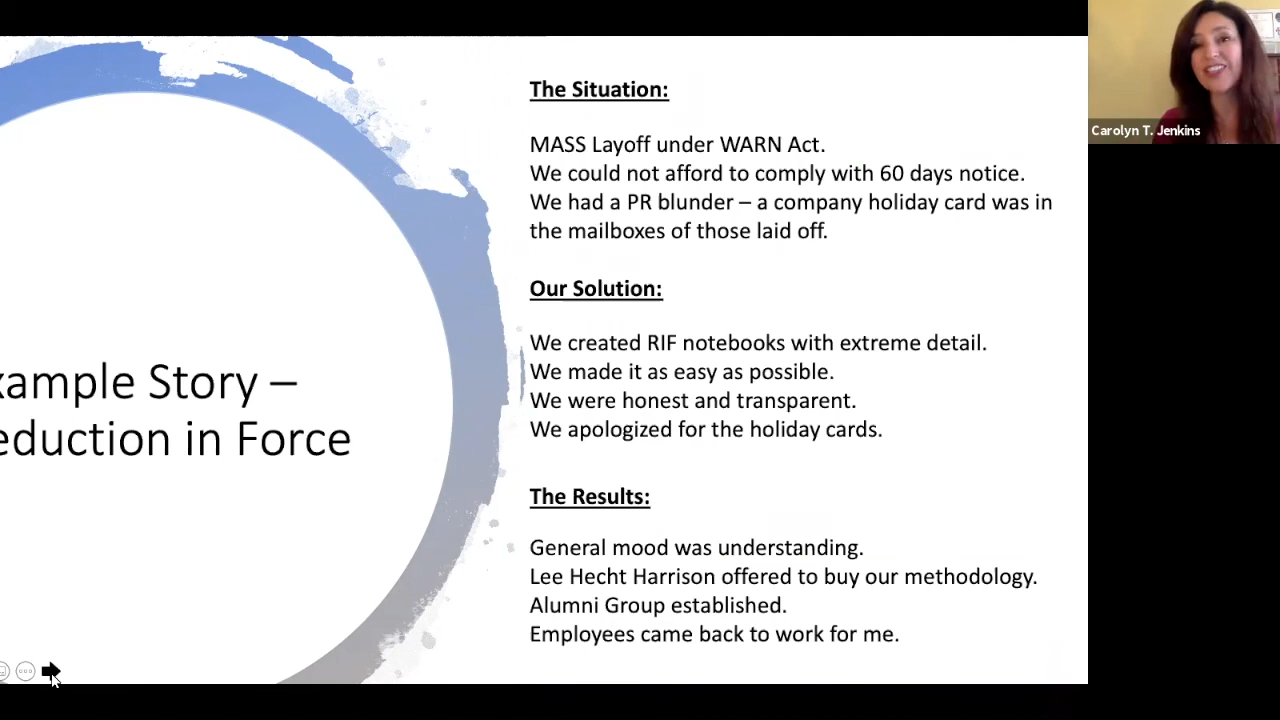 The Situation:
MASS Layoff under WARN Act.
We could not afford to comply with 60 days notice.
We had a PR blunder – a company holiday card was in
the mailboxes of those laid off.
Our Solution:
We created RIF notebooks with extreme detail.
We made it as easy as possible.
We were honest and transparent.
We apologized for the holiday cards.
The Results:
General mood was understanding.
Lee Hecht Harrison offered to buy our methodology.
Alumni Group established.
Employees came back to work for me.
xample Story –
eduction in Force
Carolyn T. Jenkins